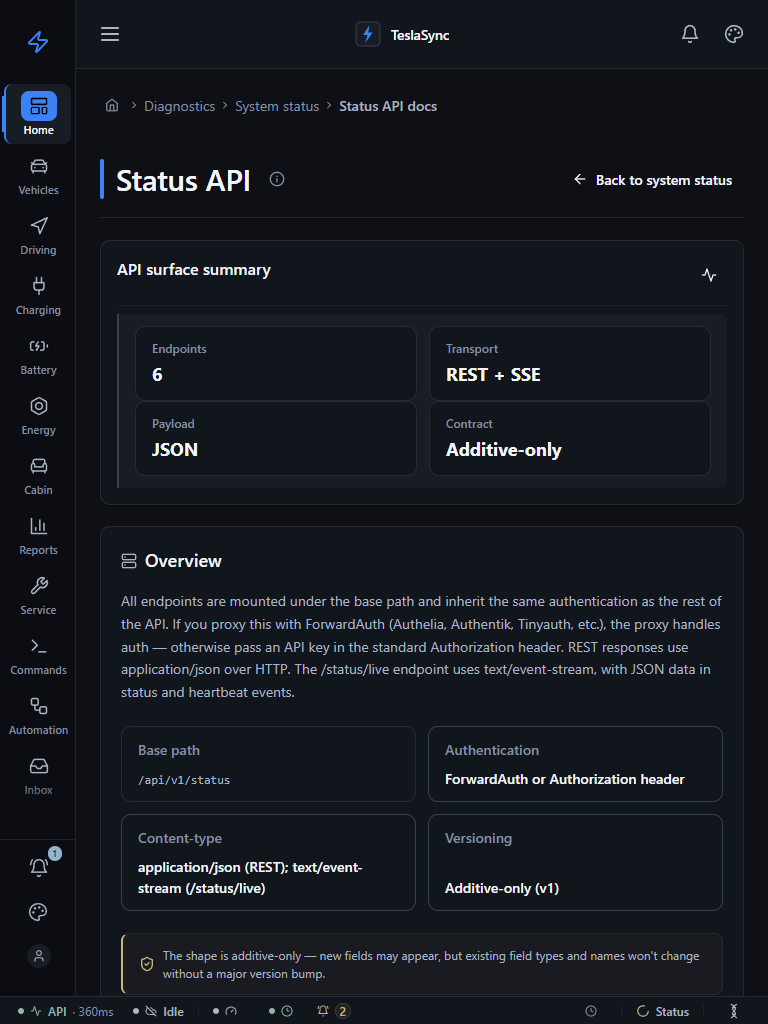 TeslaSync
Home
Vehicles
Driving
Charging
Battery
Energy
Cabin
Reports
Service
Commands
Automation
Inbox
1
Diagnostics
System status
Status API docs
Status API
Back to system status
API surface summary
Endpoints
6
Transport
REST + SSE
Payload
JSON
Contract
Additive-only
Overview
All endpoints are mounted under the base path and inherit the same authentication as the rest of
the API. If you proxy this with ForwardAuth (Authelia, Authentik, Tinyauth, etc.), the proxy handles
auth — otherwise pass an API key in the standard Authorization header. REST responses use
application/json over HTTP. The /status/live endpoint uses text/event-stream, with JSON data in
status and heartbeat events.
Base path
/api/v1/status
Authentication
ForwardAuth or Authorization header
Content-type
application/json (REST); text/event-
stream (/status/live)
Versioning
Additive-only (v1)
The shape is additive-only — new fields may appear, but existing field types and names won't change
without a major version bump.
API · 360ms
Idle
2
Status